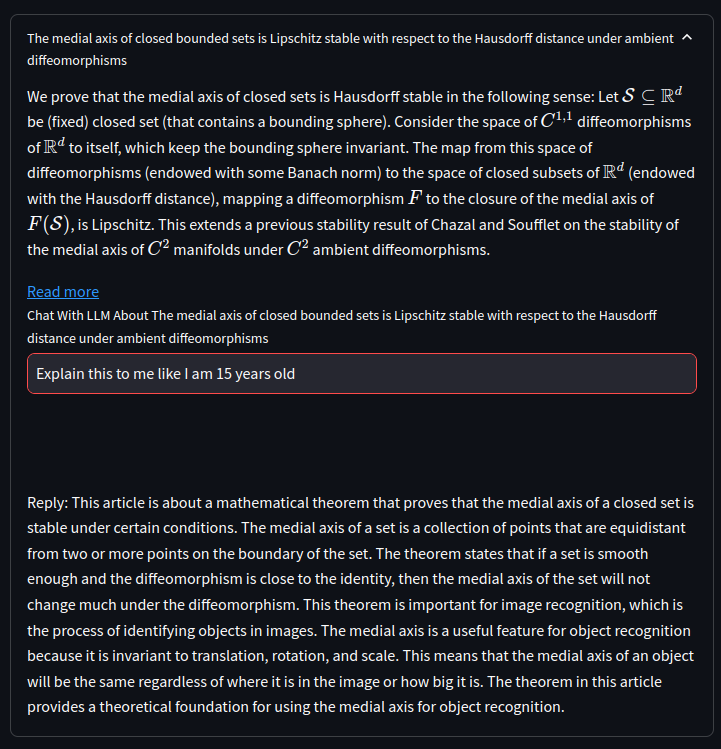 The medial axis of closed bounded sets is Lipschitz stable with respect to the Hausdorff distance under ambient
diffeomorphisms
We prove that the medial axis of closed sets is Hausdorff stable in the following sense: Let 𝒮 ⊆ ℝᵈ
be (fixed) closed set (that contains a bounding sphere). Consider the space of C¹,¹ diffeomorphisms
of ℝᵈ to itself, which keep the bounding sphere invariant. The map from this space of
diffeomorphisms (endowed with some Banach norm) to the space of closed subsets of ℝᵈ (endowed
with the Hausdorff distance), mapping a diffeomorphism F to the closure of the medial axis of
F(𝒮), is Lipschitz. This extends a previous stability result of Chazal and Soufflet on the stability of
the medial axis of C² manifolds under C² ambient diffeomorphisms.
Read more
Chat With LLM About The medial axis of closed bounded sets is Lipschitz stable with respect to the Hausdorff
distance under ambient diffeomorphisms
Explain this to me like I am 15 years old
Reply: This article is about a mathematical theorem that proves that the medial axis of a closed set is
stable under certain conditions. The medial axis of a set is a collection of points that are equidistant
from two or more points on the boundary of the set. The theorem states that if a set is smooth
enough and the diffeomorphism is close to the identity, then the medial axis of the set will not
change much under the diffeomorphism. This theorem is important for image recognition, which is
the process of identifying objects in images. The medial axis is a useful feature for object recognition
because it is invariant to translation, rotation, and scale. This means that the medial axis of an object
will be the same regardless of where it is in the image or how big it is. The theorem in this article
provides a theoretical foundation for using the medial axis for object recognition.